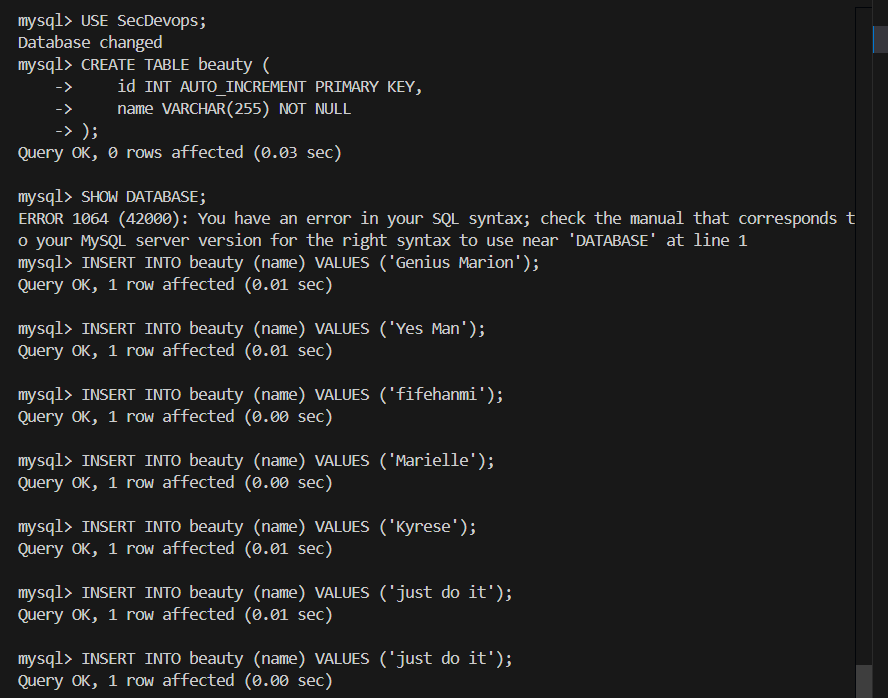 mysql> USE SecDevops;
Database changed
mysql> CREATE TABLE beauty (
    ->     id INT AUTO_INCREMENT PRIMARY KEY,
    ->     name VARCHAR(255) NOT NULL
    -> );
Query OK, 0 rows affected (0.03 sec)
mysql> SHOW DATABASE;
ERROR 1064 (42000): You have an error in your SQL syntax; check the manual that corresponds t
o your MySQL server version for the right syntax to use near 'DATABASE' at line 1
mysql> INSERT INTO beauty (name) VALUES ('Genius Marion');
Query OK, 1 row affected (0.01 sec)
mysql> INSERT INTO beauty (name) VALUES ('Yes Man');
Query OK, 1 row affected (0.01 sec)
mysql> INSERT INTO beauty (name) VALUES ('fifehanmi');
Query OK, 1 row affected (0.00 sec)
mysql> INSERT INTO beauty (name) VALUES ('Marielle');
Query OK, 1 row affected (0.00 sec)
mysql> INSERT INTO beauty (name) VALUES ('Kyrese');
Query OK, 1 row affected (0.01 sec)
mysql> INSERT INTO beauty (name) VALUES ('just do it');
Query OK, 1 row affected (0.01 sec)
mysql> INSERT INTO beauty (name) VALUES ('just do it');
Query OK, 1 row affected (0.00 sec)